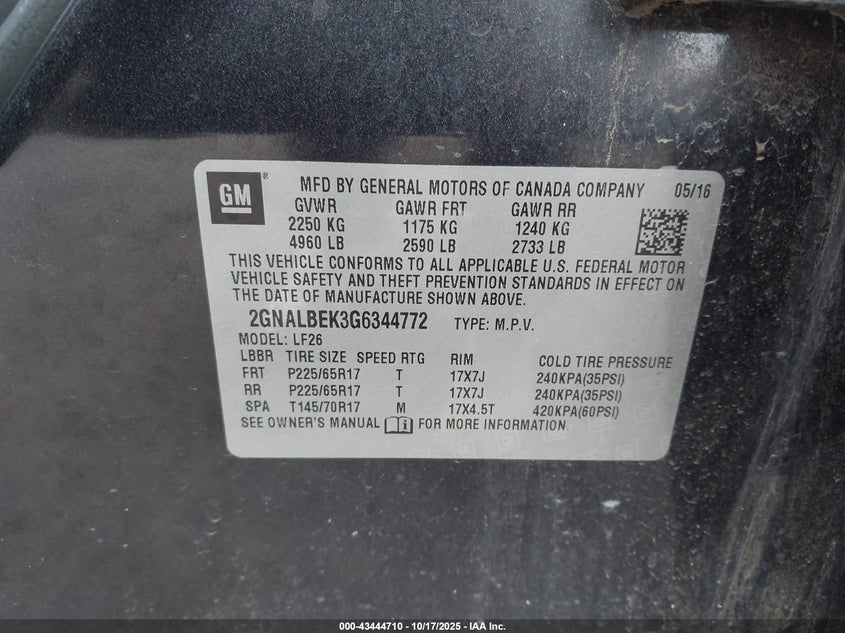 GM ®
MFD BY GENERAL MOTORS OF CANADA COMPANY 05/16
GVWR GAWR FRT GAWR RR
2250 KG 1175 KG 1240 KG
4960 LB 2590 LB 2733 LB
THIS VEHICLE CONFORMS TO ALL APPLICABLE U.S. FEDERAL MOTOR
VEHICLE SAFETY AND THEFT PREVENTION STANDARDS IN EFFECT ON
THE DATE OF MANUFACTURE SHOWN ABOVE.
2GNALBEK3G6344772 TYPE: M.P.V.
MODEL: LF26
LBBR TIRE SIZE SPEED RTG RIM COLD TIRE PRESSURE
FRT P225/65R17 T 17X7J 240KPA(35PSI)
RR P225/65R17 T 17X7J 240KPA(35PSI)
SPA T145/70R17 M 17X4.5T 420KPA(60PSI)
SEE OWNER'S MANUAL FOR MORE INFORMATION
000-43444710 - 10/17/2025 - IAA Inc.